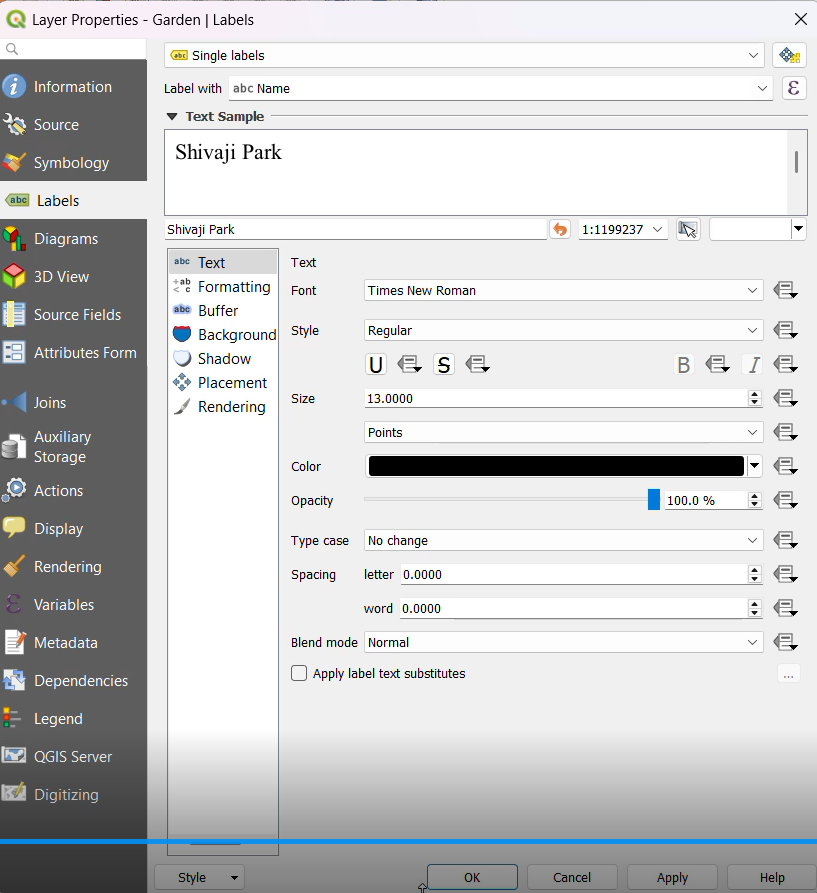 Layer Properties - Garden | Labels
Information
Source
Symbology
abc Labels
Diagrams
3D View
Source Fields
Attributes Form
Joins
Auxiliary
Storage
Actions
Display
Rendering
Variables
Metadata
Dependencies
Legend
QGIS Server
Digitizing
abc Single labels
Label with abc Name ε
Text Sample
Shivaji Park
Shivaji Park 1:1199237
abc Text
+ab < c Formatting
abc Buffer
Background
Shadow
Placement
Rendering
Text
Font Times New Roman
Style Regular
U S B I
Size 13.0000
Points
Color
Opacity 100.0 %
Type case No change
Spacing letter 0.0000
word 0.0000
Blend mode Normal
Apply label text substitutes ...
Style OK Cancel Apply Help